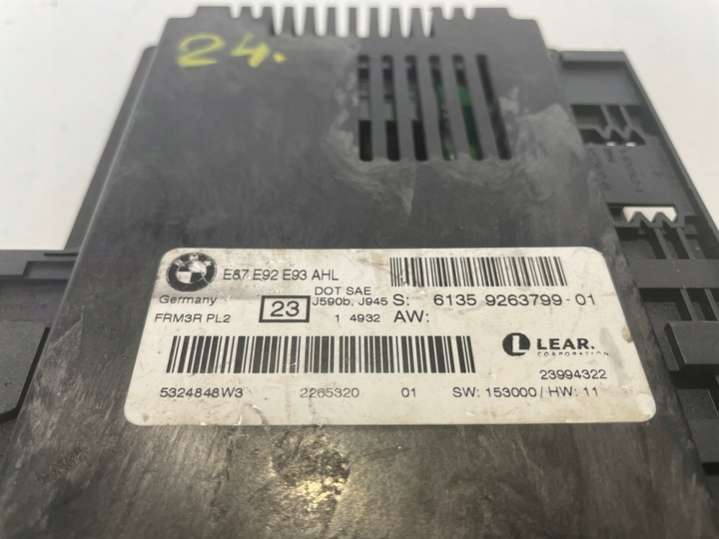 24.
BMW
E87 E92 E93 AHL
DOT SAE
Germany 23 J590b, J945 S: 6135 9263799-01
FRM3R PL2 1 4932 AW:
LEAR.
CORPORATION
23994322
5324848W3 2265320 01 SW: 153000 / HW: 11